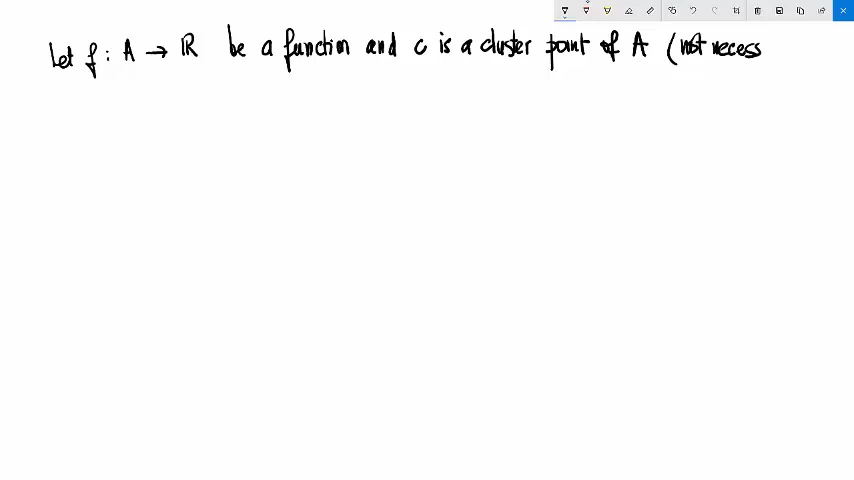 Let f : A → ℝ be a function and c is a cluster point of A (not necess